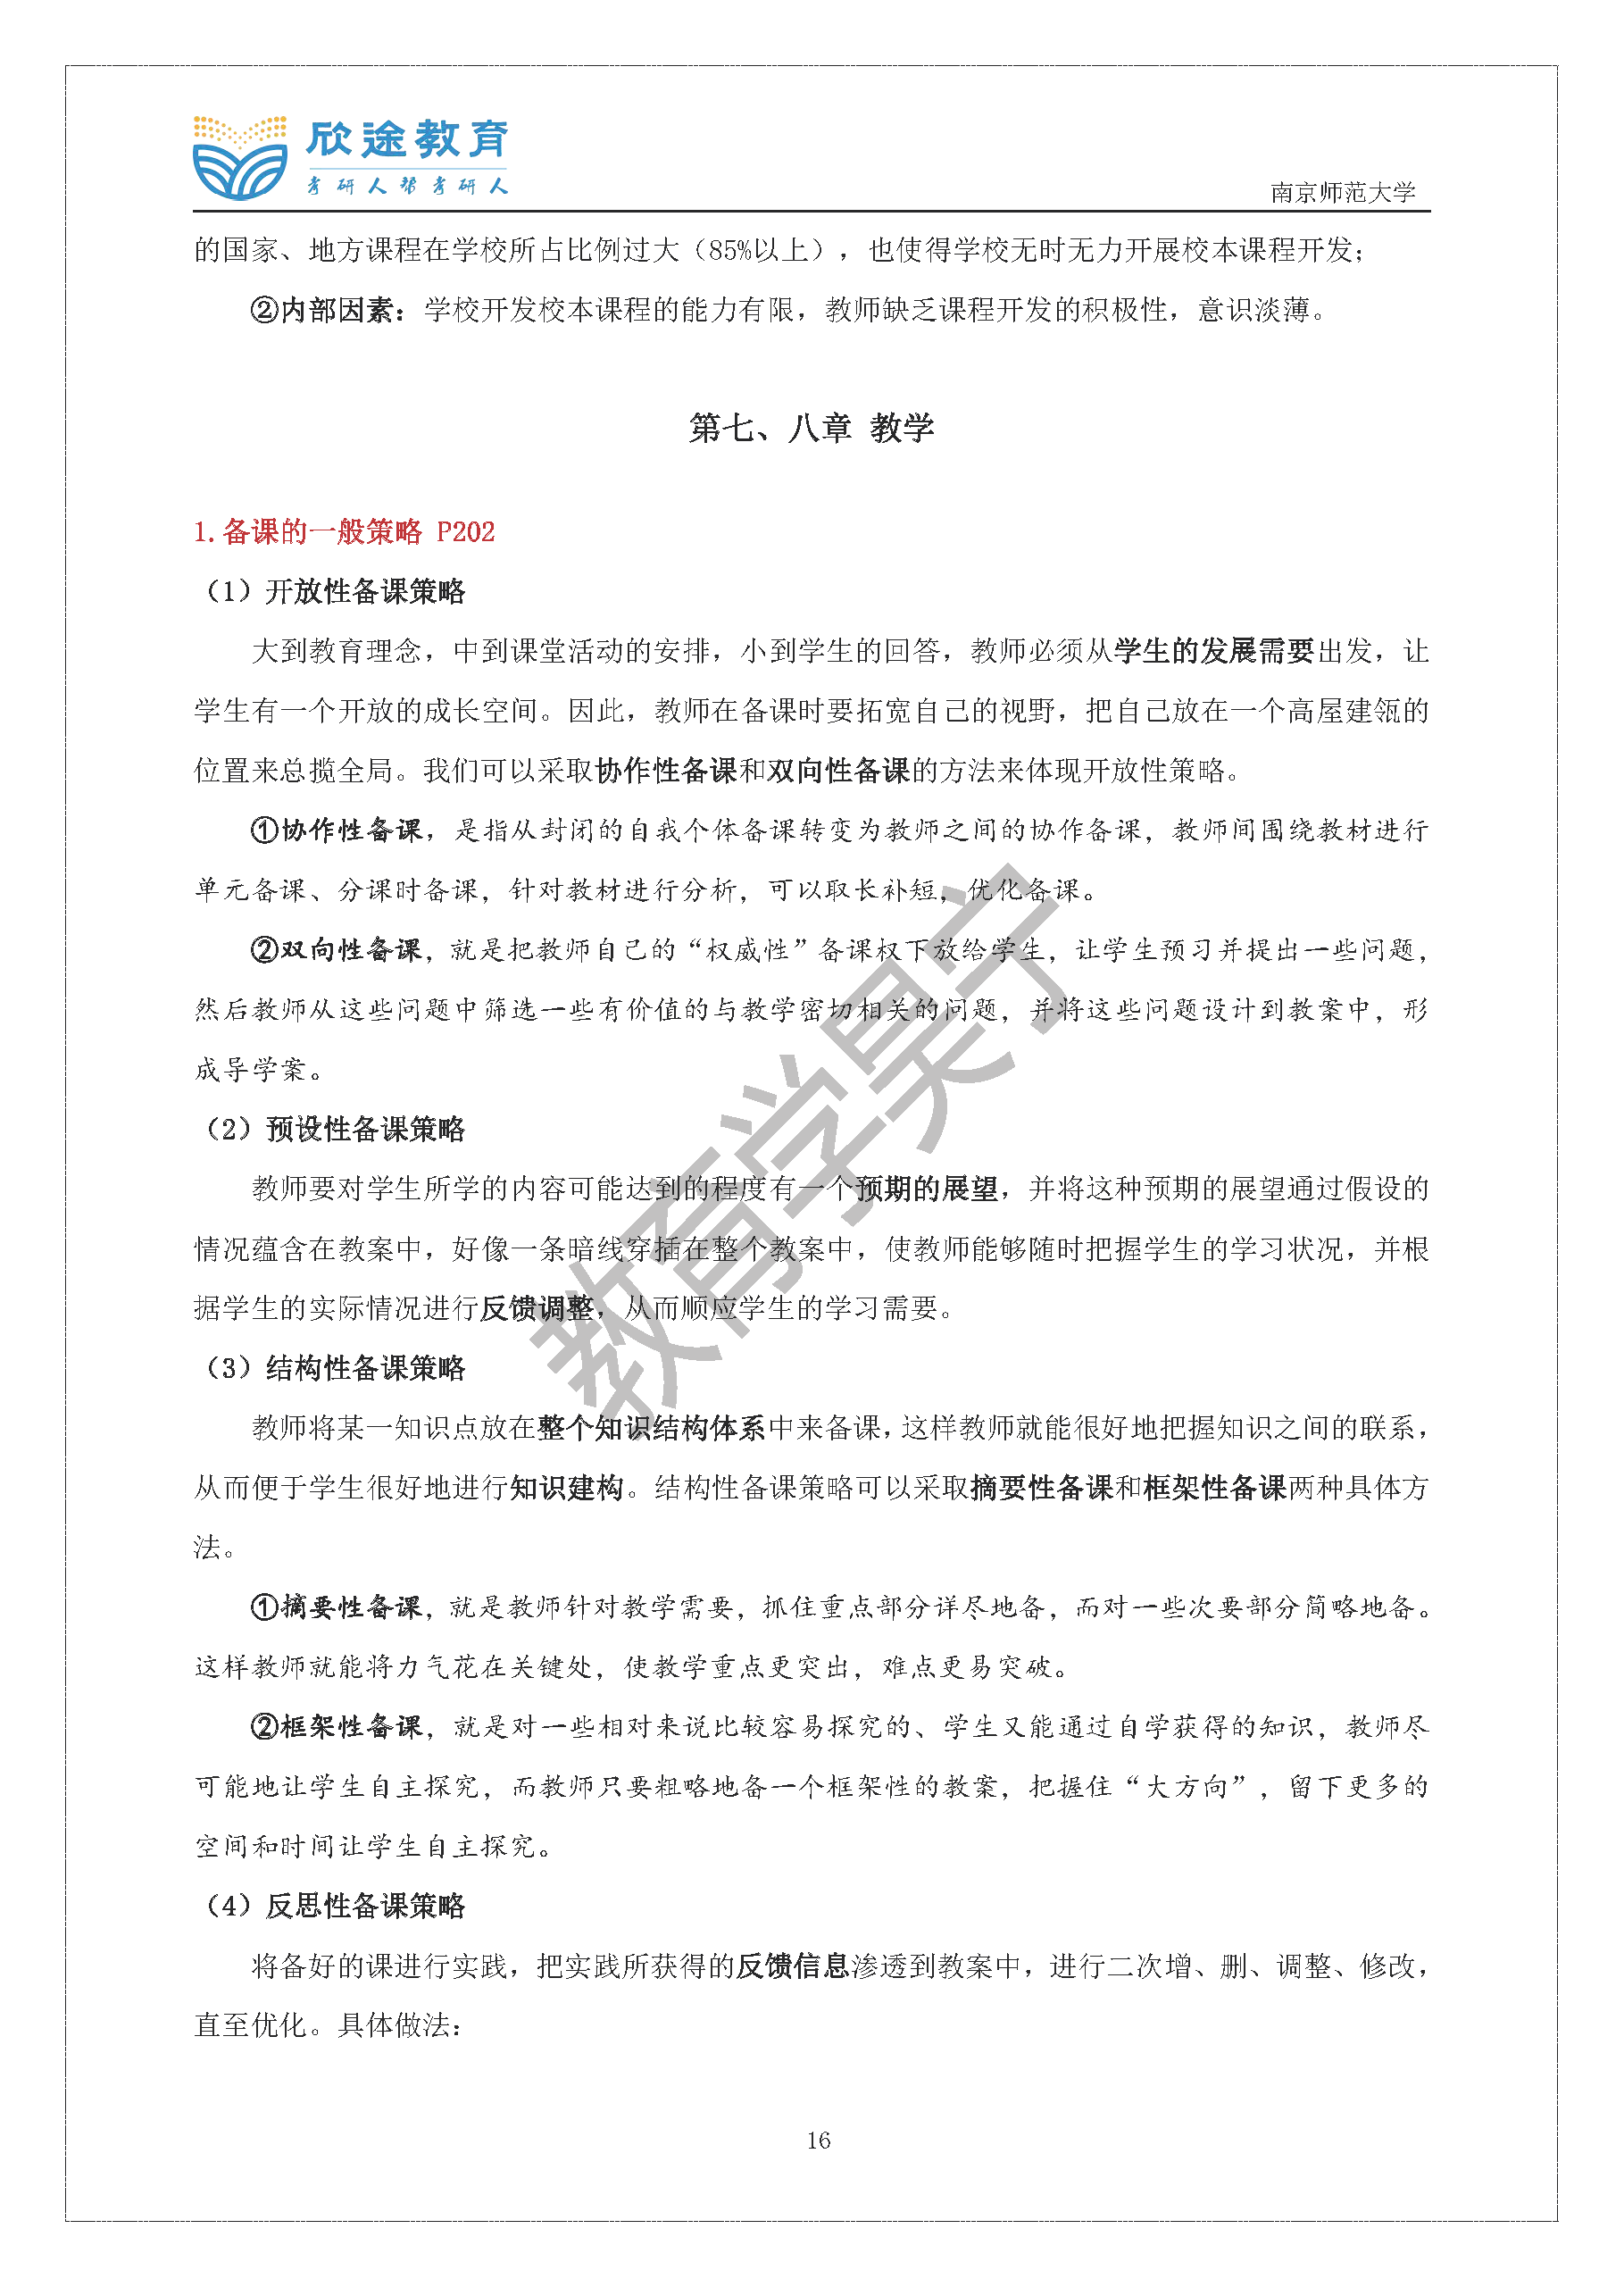 欣途教育
考研人帮考研人
南京师范大学
的国家、地方课程在学校所占比例过大（85%以上），也使得学校无时无力开展校本课程开发；
②内部因素：学校开发校本课程的能力有限，教师缺乏课程开发的积极性，意识淡薄。
第七、八章 教学
1.备课的一般策略 P202
（1）开放性备课策略
大到教育理念，中到课堂活动的安排，小到学生的回答，教师必须从学生的发展需要出发，让
学生有一个开放的成长空间。因此，教师在备课时要拓宽自己的视野，把自己放在一个高屋建瓴的
位置来总揽全局。我们可以采取协作性备课和双向性备课的方法来体现开放性策略。
①协作性备课，是指从封闭的自我个体备课转变为教师之间的协作备课，教师间围绕教材进行
单元备课、分课时备课，针对教材进行分析，可以取长补短，优化备课。
②双向性备课，就是把教师自己的“权威性”备课权下放给学生，让学生预习并提出一些问题，
然后教师从这些问题中筛选一些有价值的与教学密切相关的问题，并将这些问题设计到教案中，形
成导学案。
（2）预设性备课策略
教师要对学生所学的内容可能达到的程度有一个预期的展望，并将这种预期的展望通过假设的
情况蕴含在教案中，好像一条暗线穿插在整个教案中，使教师能够随时把握学生的学习状况，并根
据学生的实际情况进行反馈调整，从而顺应学生的学习需要。
（3）结构性备课策略
教师将某一知识点放在整个知识结构体系中来备课，这样教师就能很好地把握知识之间的联系，
从而便于学生很好地进行知识建构。结构性备课策略可以采取摘要性备课和框架性备课两种具体方
法。
①摘要性备课，就是教师针对教学需要，抓住重点部分详尽地备，而对一些次要部分简略地备。
这样教师就能将力气花在关键处，使教学重点更突出，难点更易突破。
②框架性备课，就是对一些相对来说比较容易探究的、学生又能通过自学获得的知识，教师尽
可能地让学生自主探究，而教师只要粗略地备一个框架性的教案，把握住“大方向”，留下更多的
空间和时间让学生自主探究。
（4）反思性备课策略
将备好的课进行实践，把实践所获得的反馈信息渗透到教案中，进行二次增、删、调整、修改，
直至优化。具体做法：
教育学昊宁
16